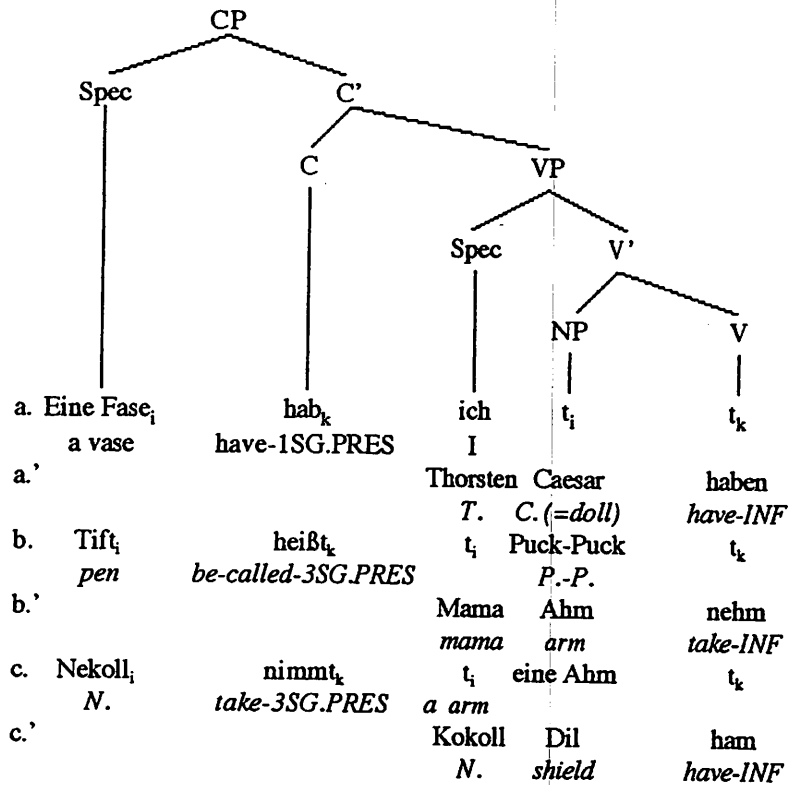 CP
Spec C'
C VP
Spec V'
NP V
a. Eine Fase_i hab_k ich t_i t_k
a vase have-1SG.PRES I
a.' Thorsten Caesar haben
T. C. (=doll) have-INF
b. Tift_i heißt_k t_i Puck-Puck t_k
pen be-called-3SG.PRES P.-P.
b.' Mama Ahm nehm
mama arm take-INF
c. Nekoll_i nimmt_k t_i eine Ahm t_k
N. take-3SG.PRES a arm
c.' Kokoll Dil ham
N. shield have-INF